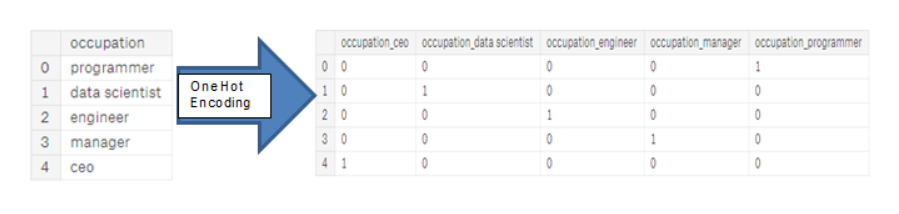 occupation
0 programmer
1 data scientist
2 engineer
3 manager
4 ceo
OneHot
Encoding
occupation_ceo occupation_data scientist occupation_engineer occupation_manager occupation_programmer
0 0 0 0 0 1
1 0 1 0 0 0
2 0 0 1 0 0
3 0 0 0 1 0
4 1 0 0 0 0